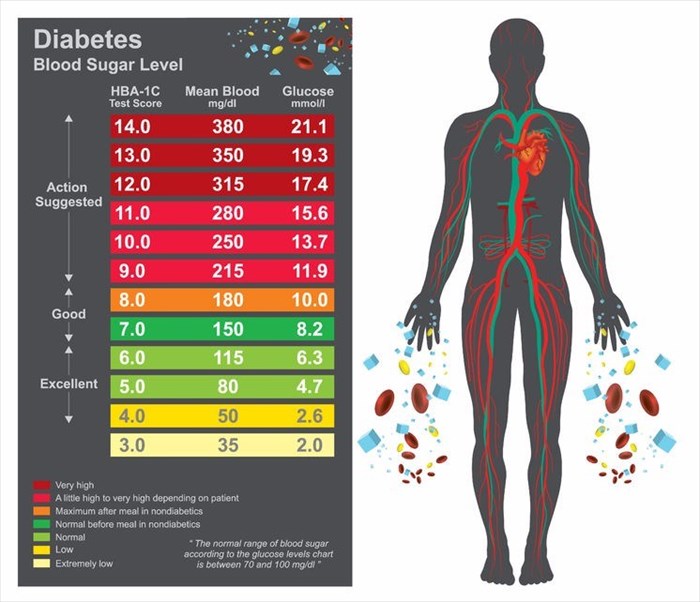 Diabetes
Blood Sugar Level
HBA-1C Mean Blood Glucose
Test Score mg/dl mmol/l
14.0 380 21.1
13.0 350 19.3
12.0 315 17.4
Action
Suggested
11.0 280 15.6
10.0 250 13.7
9.0 215 11.9
8.0 180 10.0
Good
7.0 150 8.2
6.0 115 6.3
Excellent
5.0 80 4.7
4.0 50 2.6
3.0 35 2.0
Very high
A little high to very high depending on patient
Maximum after meal in nondiabetics
Normal before meal in nondiabetics
Normal
Low
Extremely low
" The normal range of blood sugar
according to the glucose levels chart
is between 70 and 100 mg/dl "